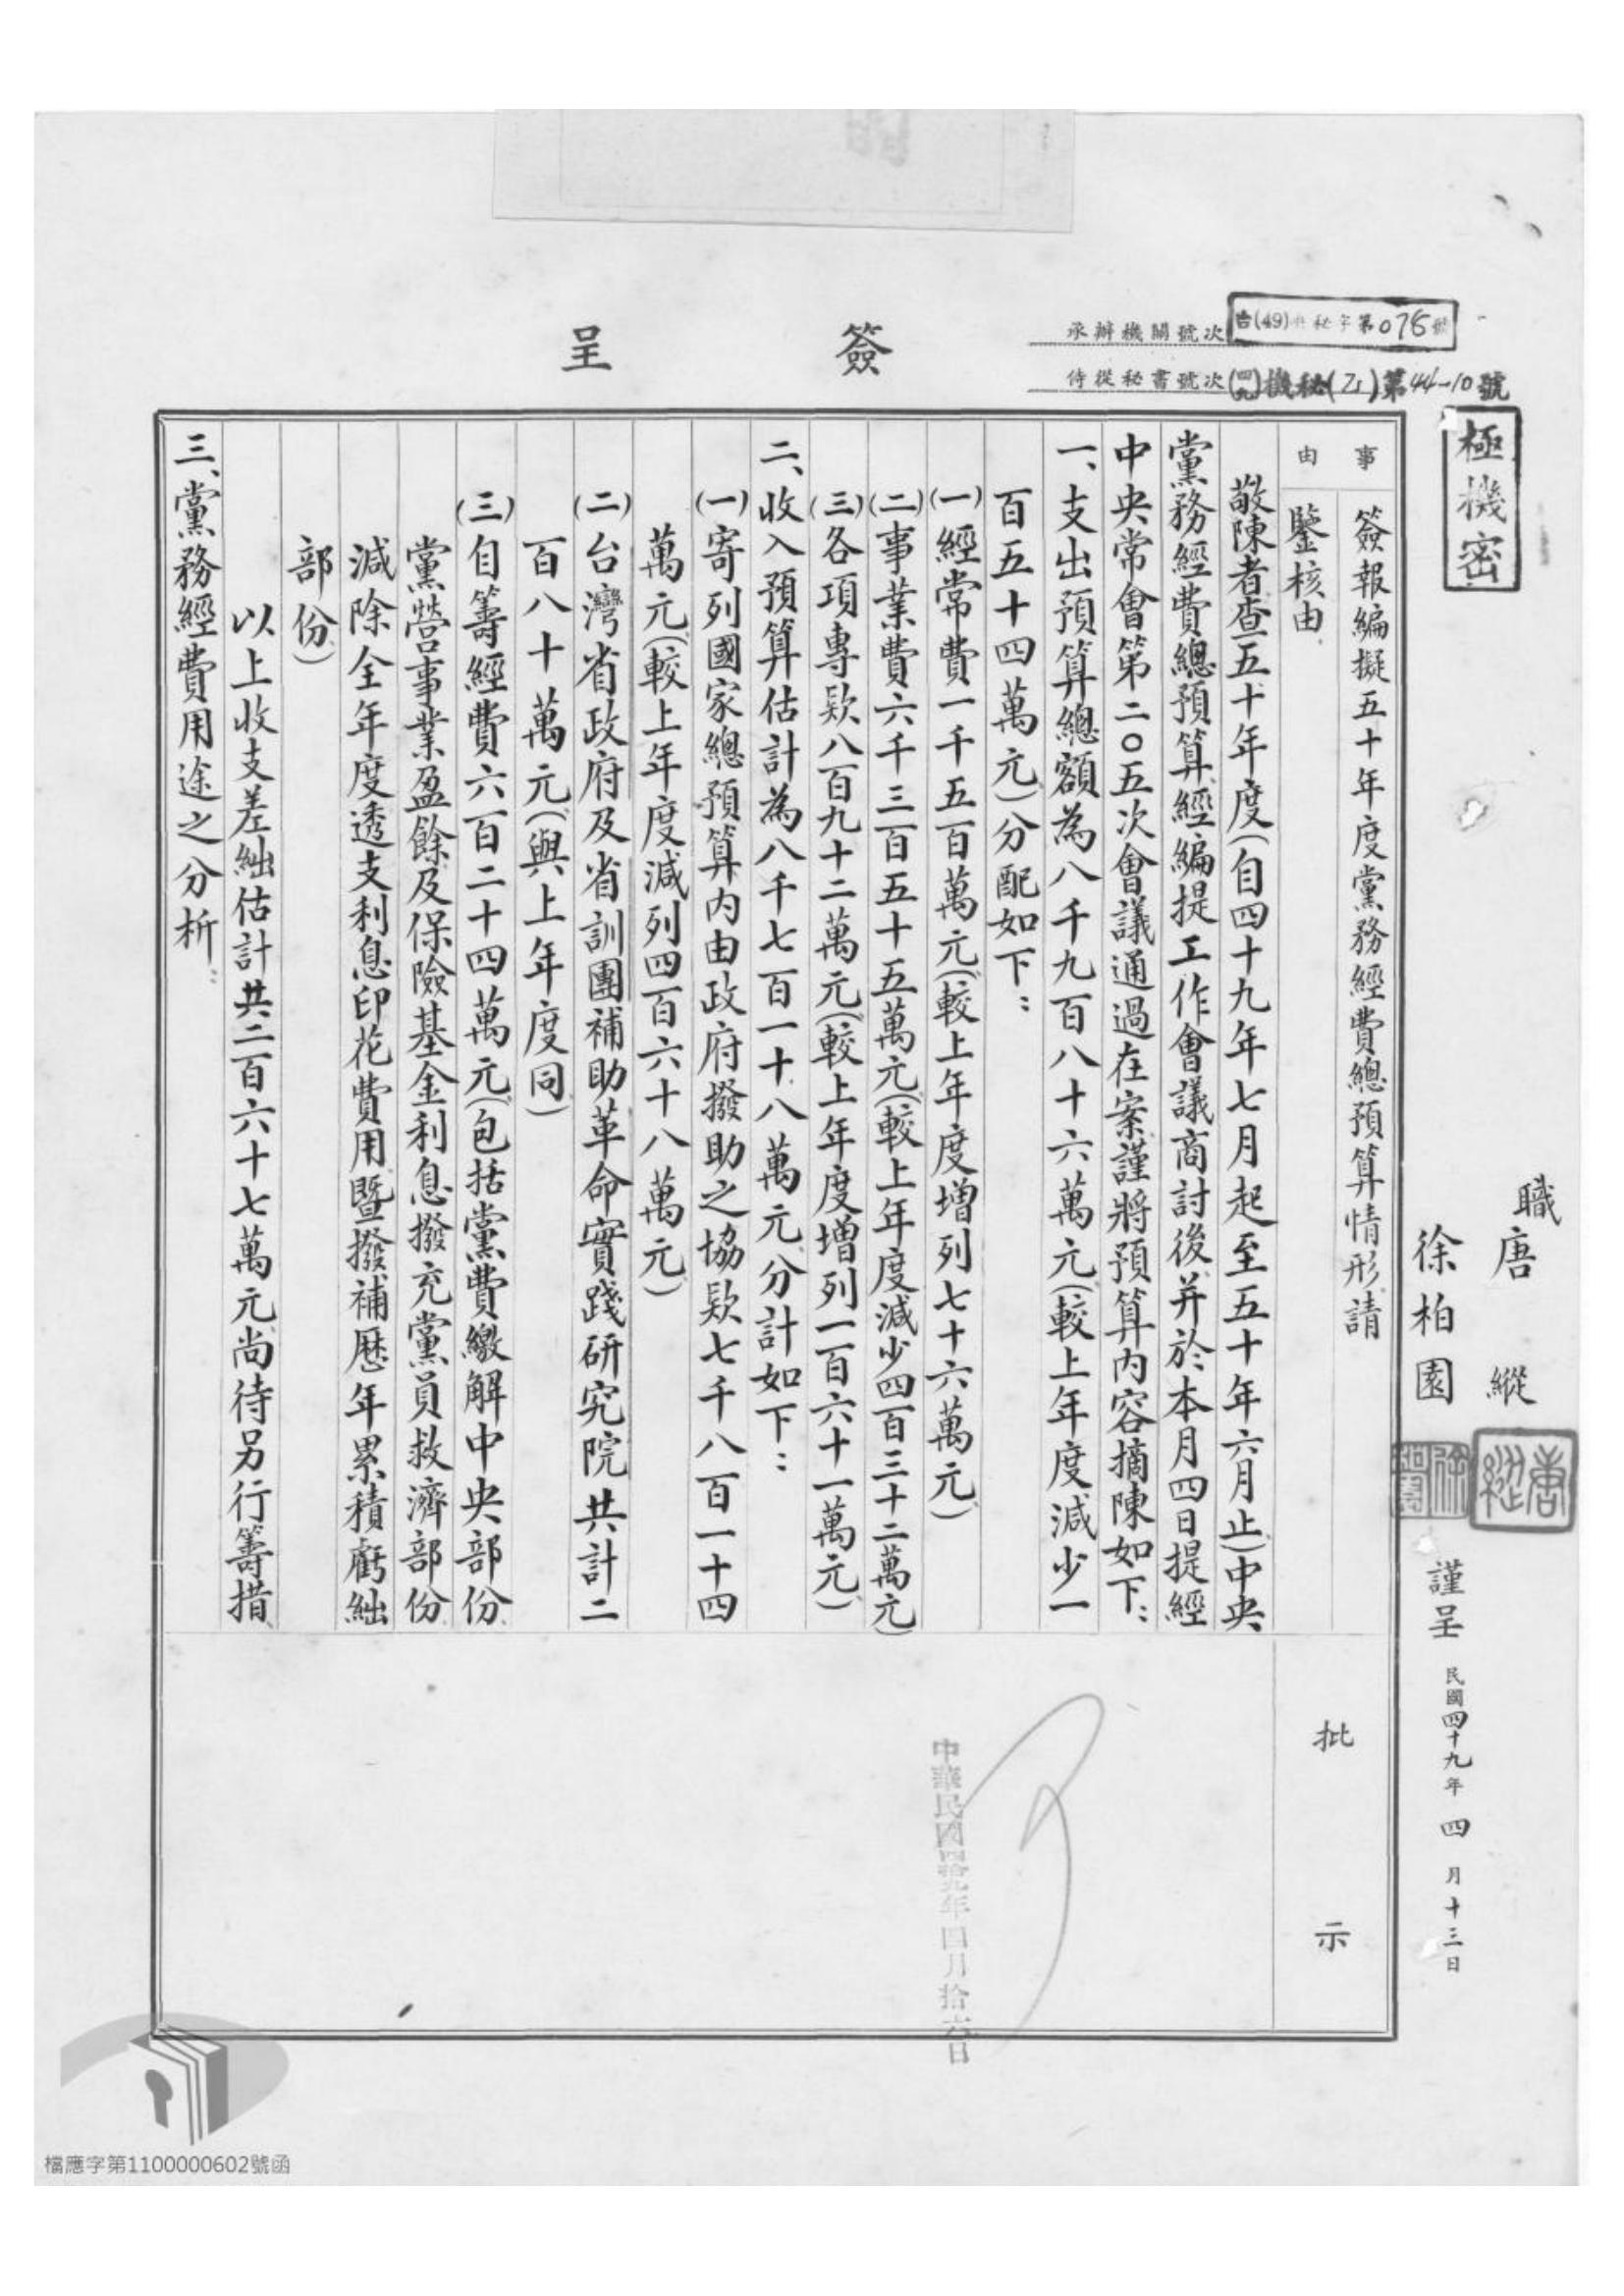 簽呈
承辦機關號次 台(49)央秘字第078號
侍從秘書號次(四九)機秘(乙)第44-10號
極機密
職唐縱
徐柏園
謹呈 民國四十九年四月十三日
事由
簽報編擬五十年度黨務經費總預算情形請
鑒核由
敬陳者查五十年度(自四十九年七月起至五十年六月止)中央
黨務經費總預算經編提工作會議商討後并於本月四日提經
中央常會第二〇五次會議通過在案謹將預算內容摘陳如下:
一、支出預算總額為八千九百八十六萬元(較上年度減少一
百五十四萬元)分配如下:
(一)經常費一千五百萬元(較上年度增列七十六萬元)
(二)事業費六千三百五十五萬元(較上年度減少四百三十二萬元)
(三)各項專欵八百九十二萬元(較上年度增列一百六十一萬元)
二、收入預算估計為八千七百一十八萬元分計如下:
(一)寄列國家總預算內由政府撥助之協欵七千八百一十四
萬元(較上年度減列四百六十八萬元)
(二)台灣省政府及省訓團補助革命實踐研究院共計二
百八十萬元(與上年度同)
(三)自籌經費六百二十四萬元(包括黨費繳解中央部份
黨營事業盈餘及保險基金利息撥充黨員救濟部份
減除全年度透支利息印花費用暨撥補歷年累積虧絀
部份)
以上收支差絀估計共二百六十七萬元尚待另行籌措
三、黨務經費用途之分析:
批示
中華民國四拾九年四月拾六日
檔應字第1100000602號函